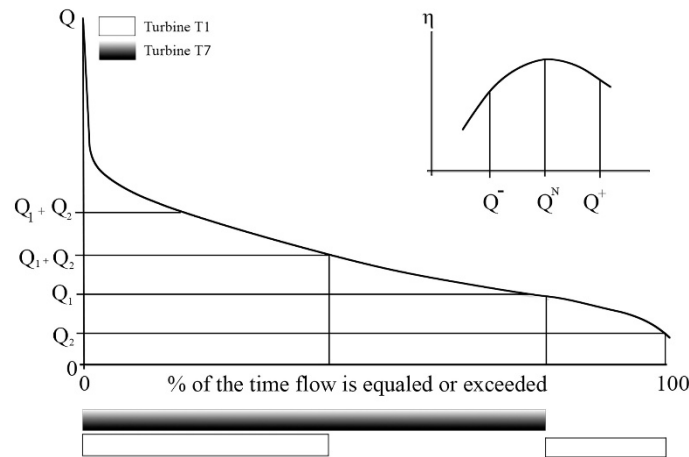 Q
Turbine T1
Turbine T7
η
Q⁻ Qᴺ Q⁺
Q₁ + Q₂
Q₁ + Q₂
Q₁
Q₂
0
0 % of the time flow is equaled or exceeded 100